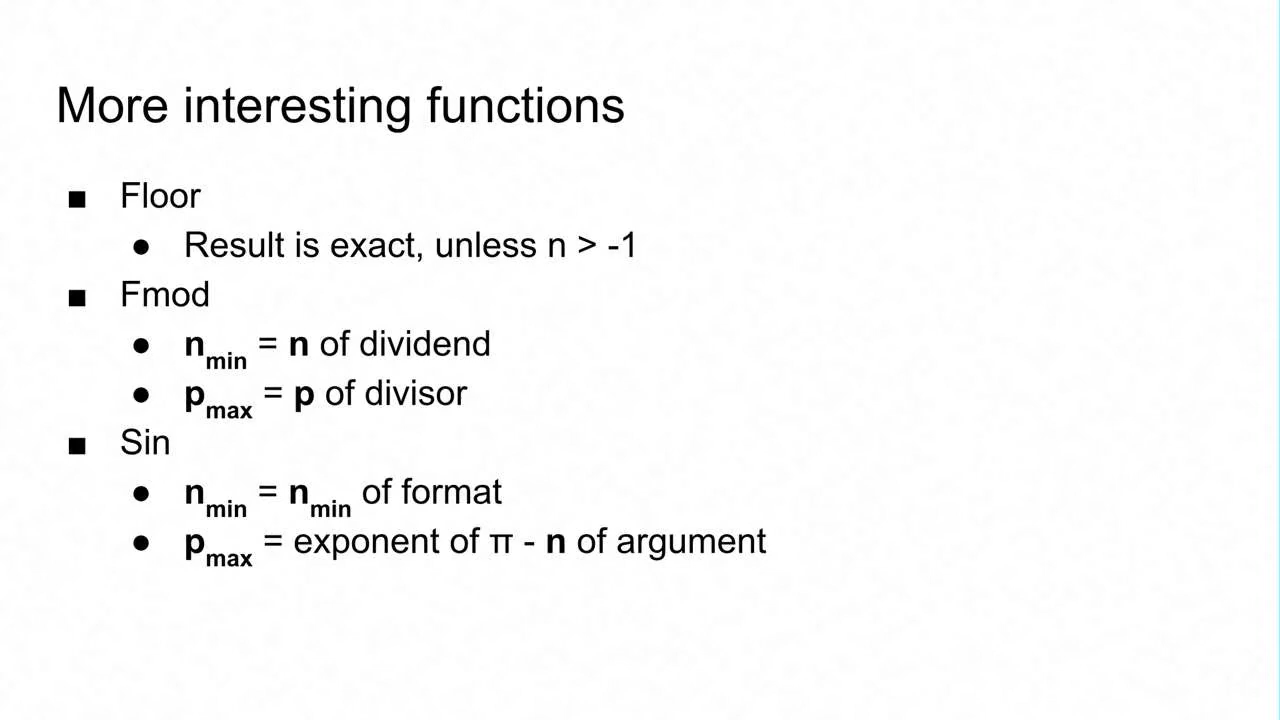 More interesting functions
■ Floor
● Result is exact, unless n > -1
■ Fmod
● nmin = n of dividend
● pmax = p of divisor
■ Sin
● nmin = nmin of format
● pmax = exponent of π - n of argument